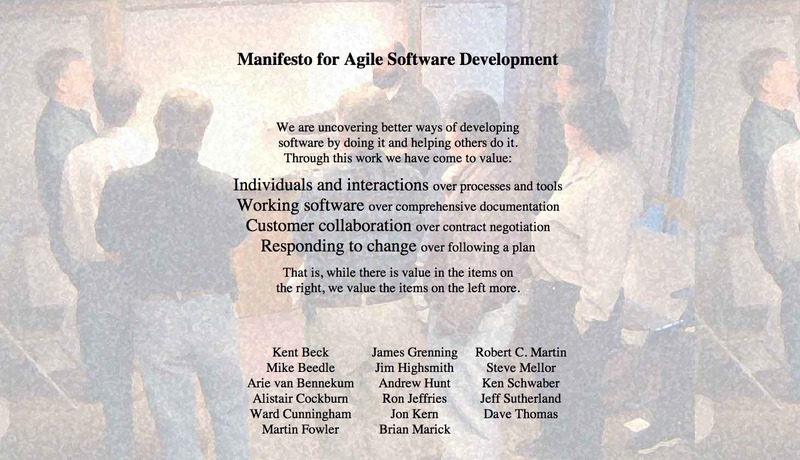 Manifesto for Agile Software Development
We are uncovering better ways of developing
software by doing it and helping others do it.
Through this work we have come to value:
Individuals and interactions over processes and tools
Working software over comprehensive documentation
Customer collaboration over contract negotiation
Responding to change over following a plan
That is, while there is value in the items on
the right, we value the items on the left more.
Kent Beck
Mike Beedle
Arie van Bennekum
Alistair Cockburn
Ward Cunningham
Martin Fowler
James Grenning
Jim Highsmith
Andrew Hunt
Ron Jeffries
Jon Kern
Brian Marick
Robert C. Martin
Steve Mellor
Ken Schwaber
Jeff Sutherland
Dave Thomas